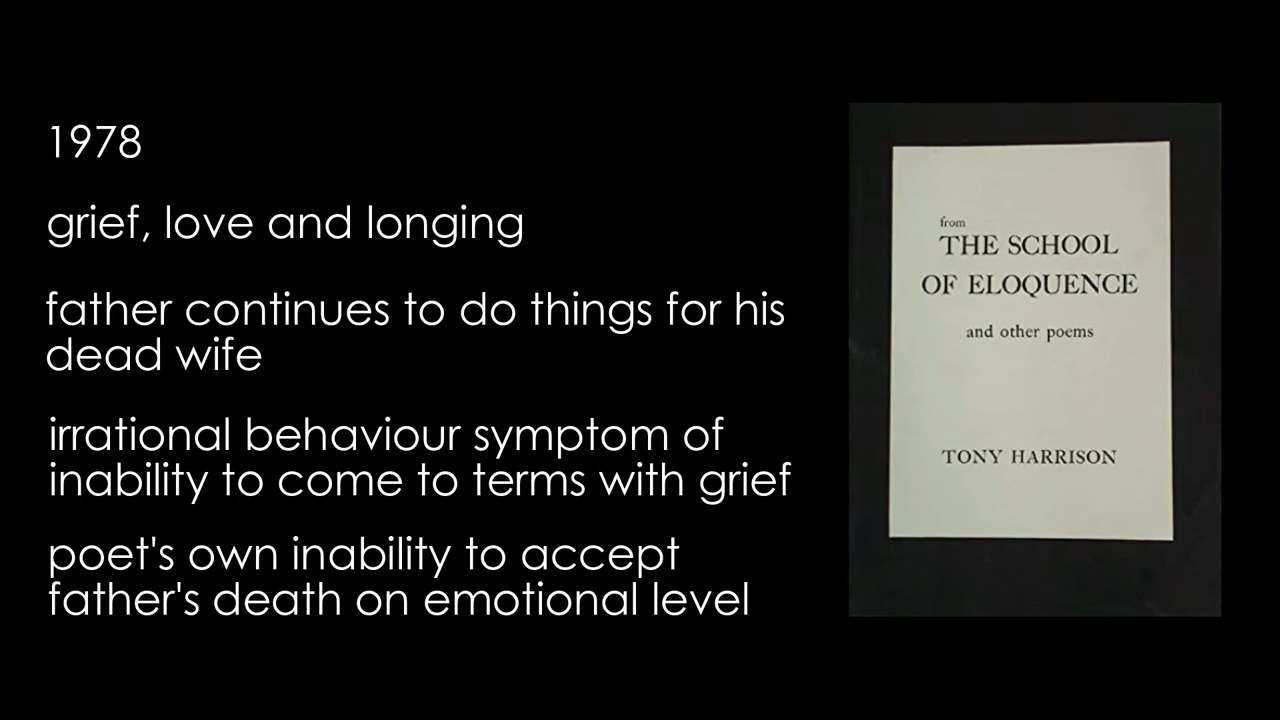 1978
grief, love and longing
father continues to do things for his
dead wife
irrational behaviour symptom of
inability to come to terms with grief
poet's own inability to accept
father's death on emotional level
from
THE SCHOOL
OF ELOQUENCE
and other poems
TONY HARRISON